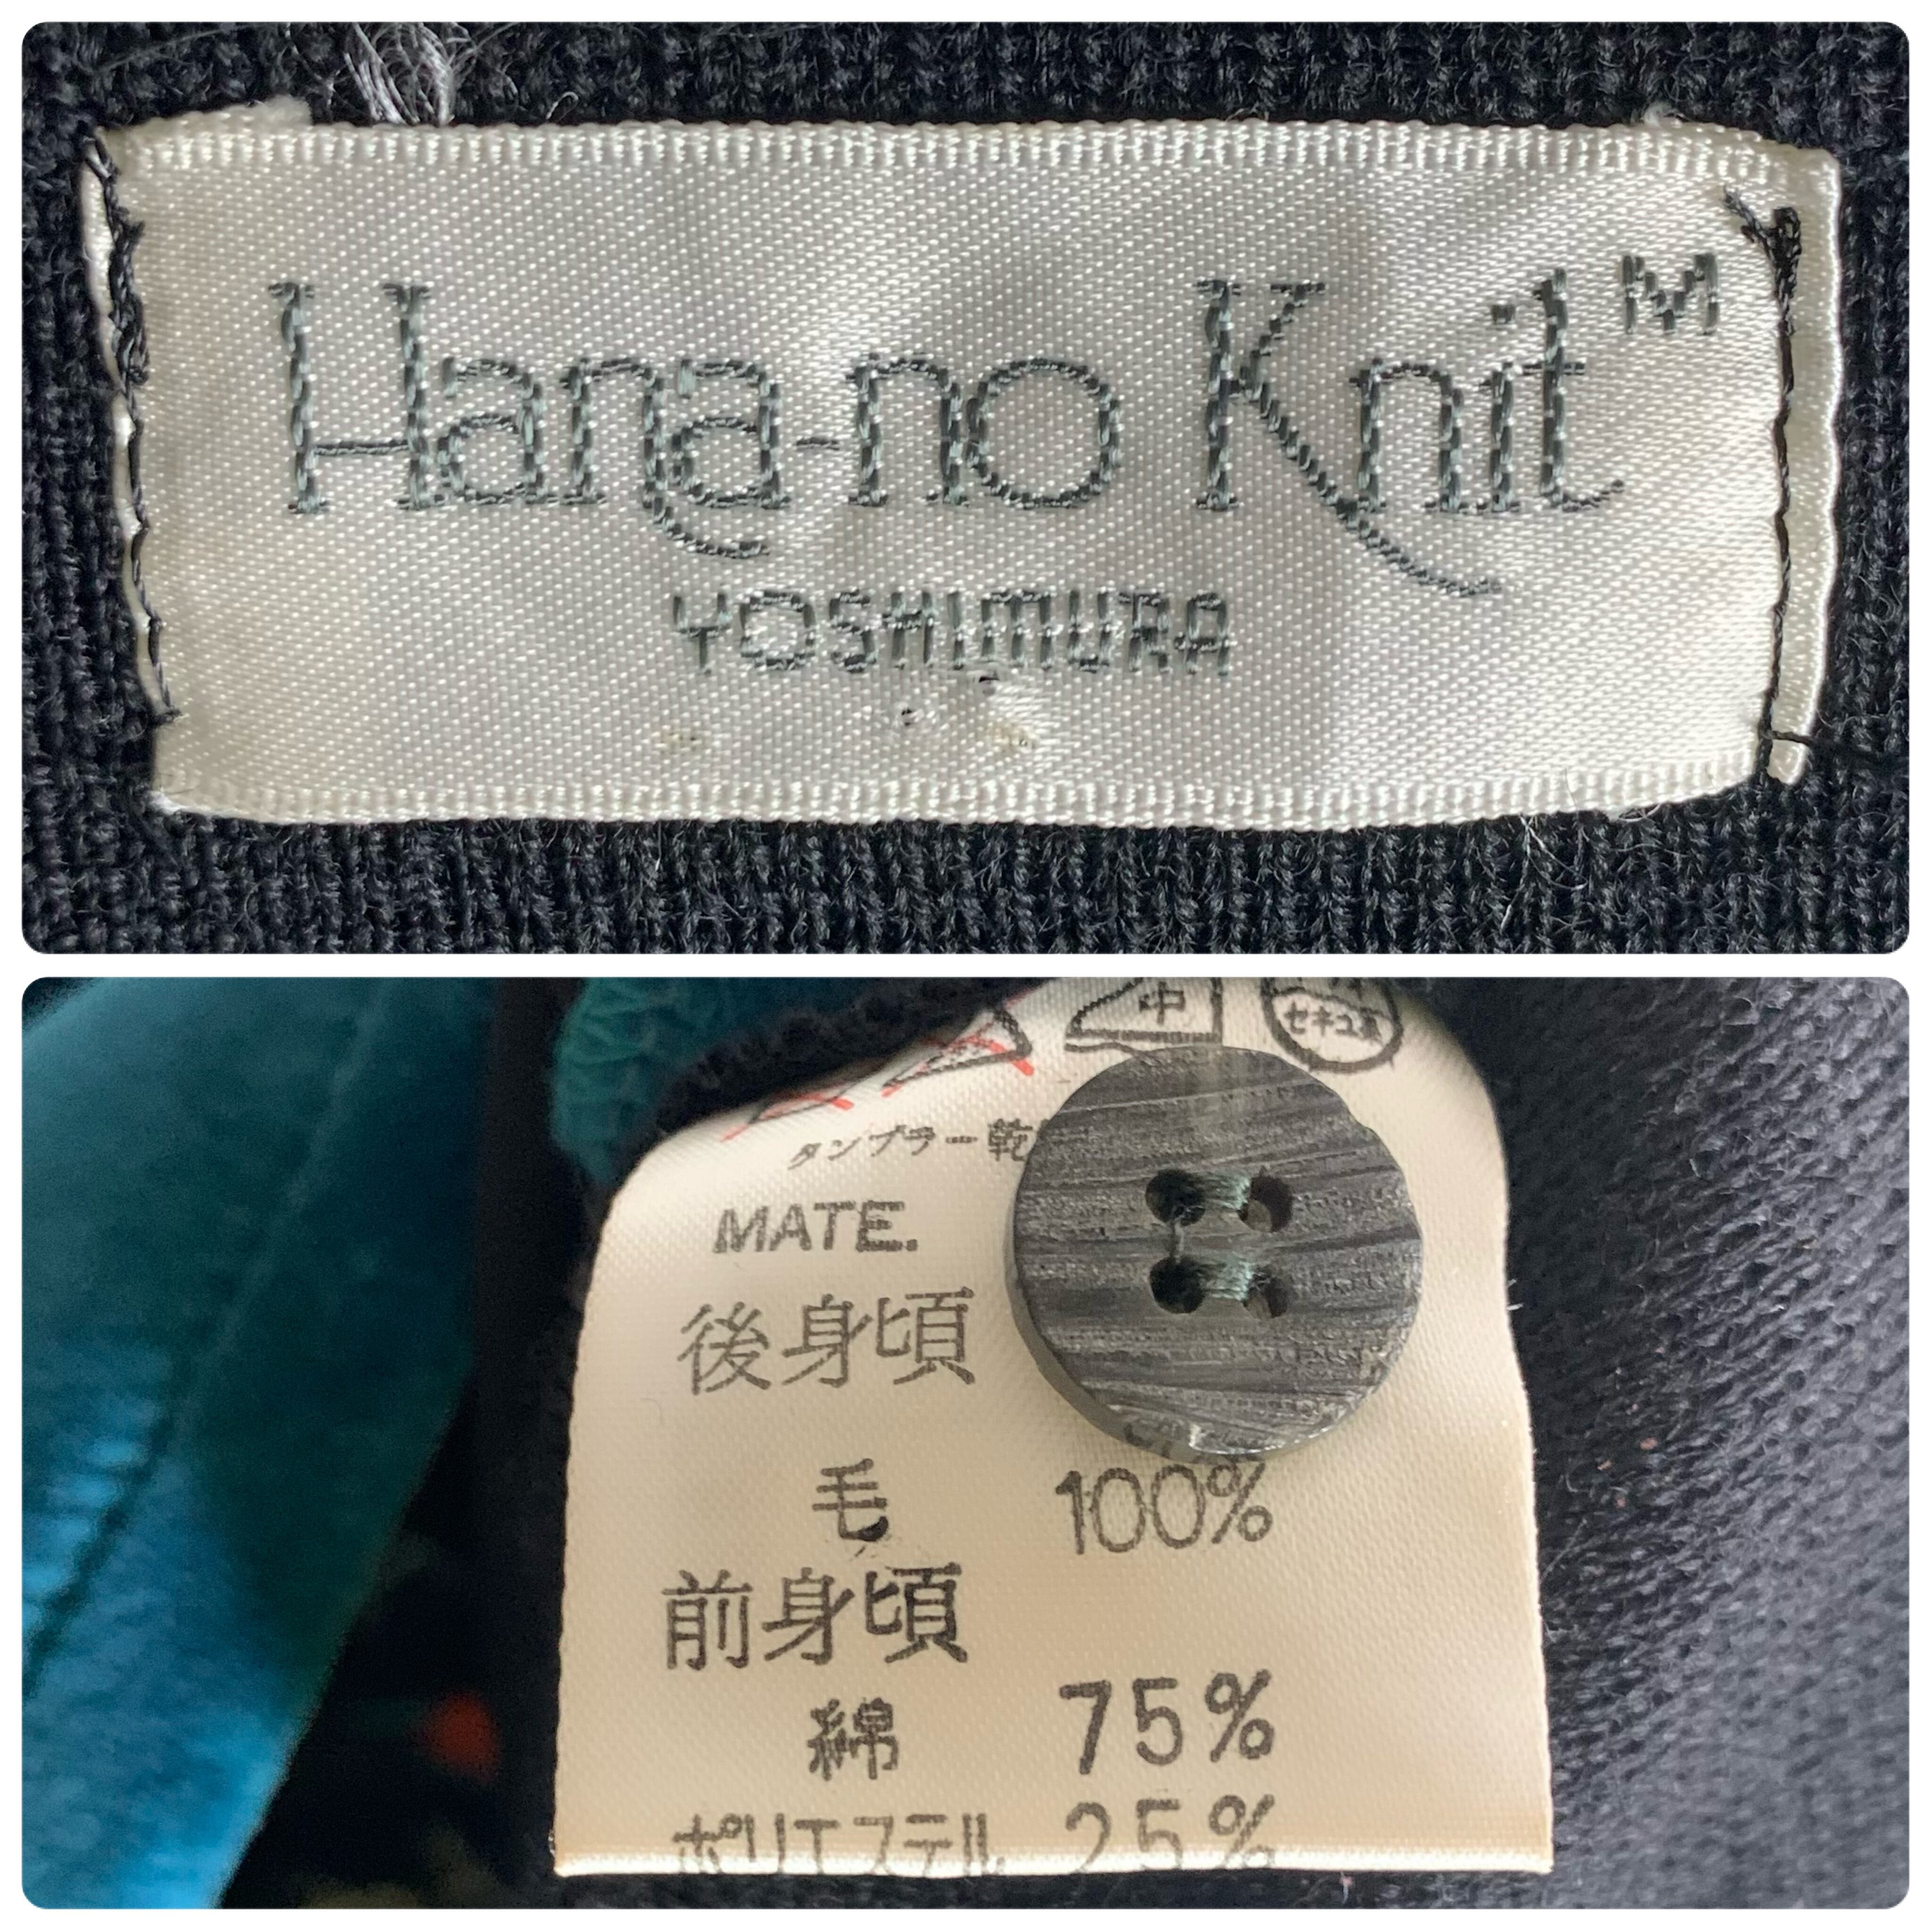 Hana-no Knit™
YOSHIMURA
中
セキユ系
タンブラー乾
MATE.
後身頃
毛 100%
前身頃
綿 75%
ポリエステル 25%